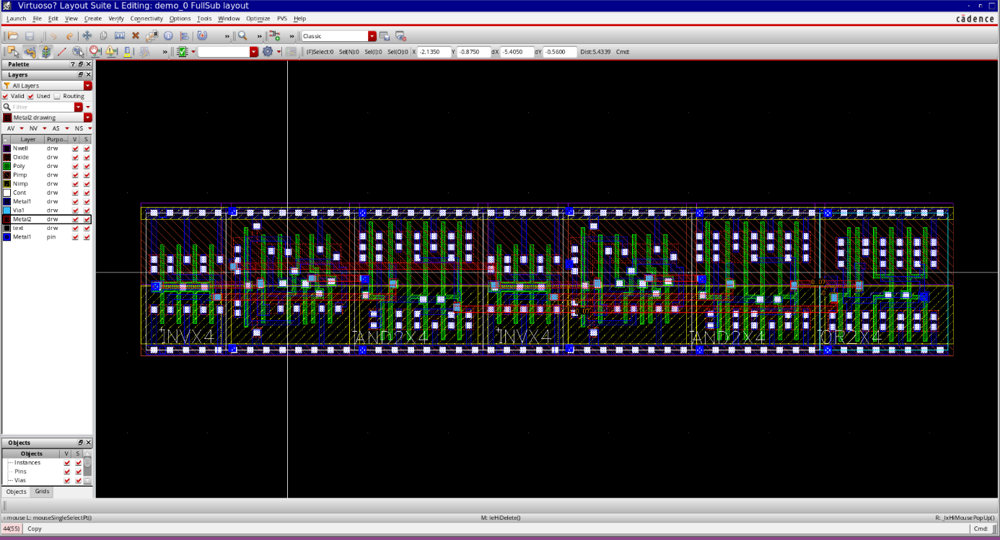 Virtuoso? Layout Suite L Editing: demo_0 FullSub layout
Launch File Edit View Create Verify Connectivity Options Tools Window Optimize PVS Help
cādence
» » » Classic
» (F)Select:0 Sel(N):0 Sel(I):0 Sel(O):0 X -2.1350 Y -0.8750 dX -5.4050 dY -0.5600 Dist:5.4339 Cmd:
Palette ?
Layers
All Layers
Valid Used Routing
Filter
Metal2 drawing
AV NV AS NS
Layer Purpo... V S
Nwell drw
Oxide drw
Poly drw
Pimp drw
Nimp drw
Cont drw
Metal1 drw
Via1 drw
Metal2 drw
text drw
Metal1 pin
INVX4 AND2X4 INVX4 AND2X4 OR2X4
Objects
Objects V S
Instances
Pins
Vias
Objects Grids
mouse L: mouseSingleSelectPt() M: leHiDelete() R: _lxHiMousePopUp()
44(55) Copy Cmd: